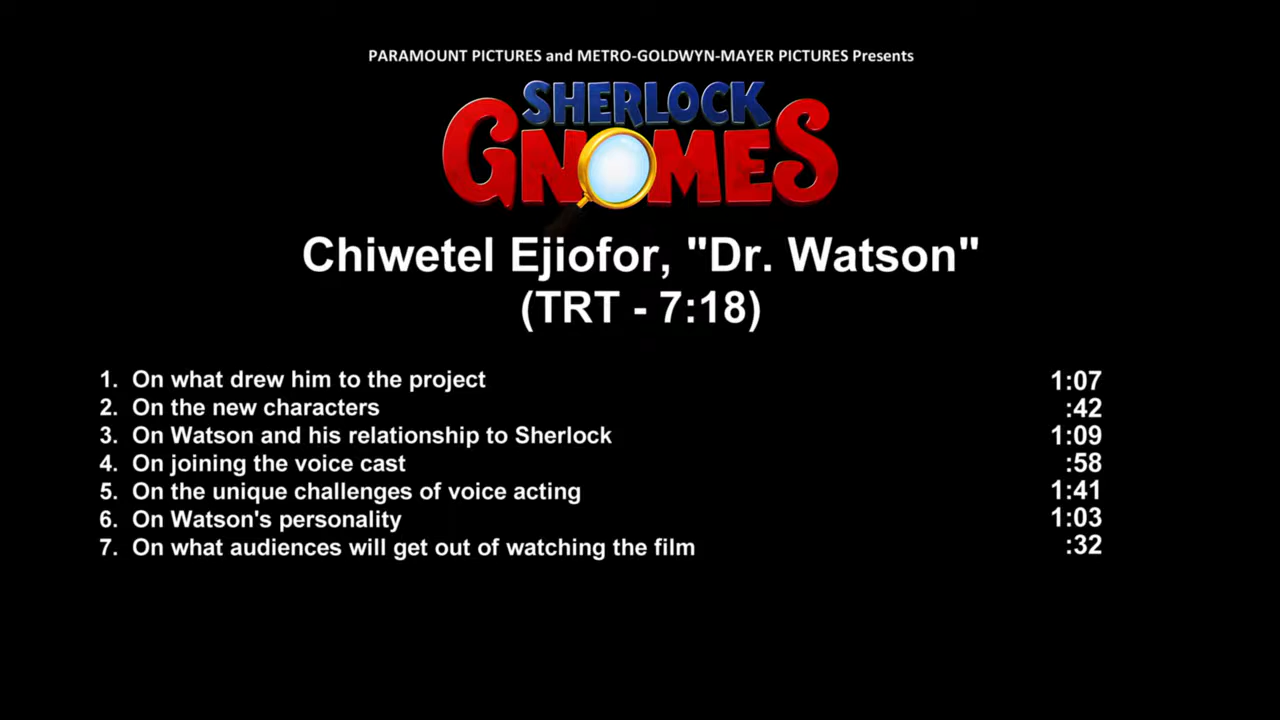 PARAMOUNT PICTURES and METRO-GOLDWYN-MAYER PICTURES Presents
SHERLOCK
GNOMES
Chiwetel Ejiofor, "Dr. Watson"
(TRT - 7:18)
1. On what drew him to the project 1:07
2. On the new characters :42
3. On Watson and his relationship to Sherlock 1:09
4. On joining the voice cast :58
5. On the unique challenges of voice acting 1:41
6. On Watson's personality 1:03
7. On what audiences will get out of watching the film :32